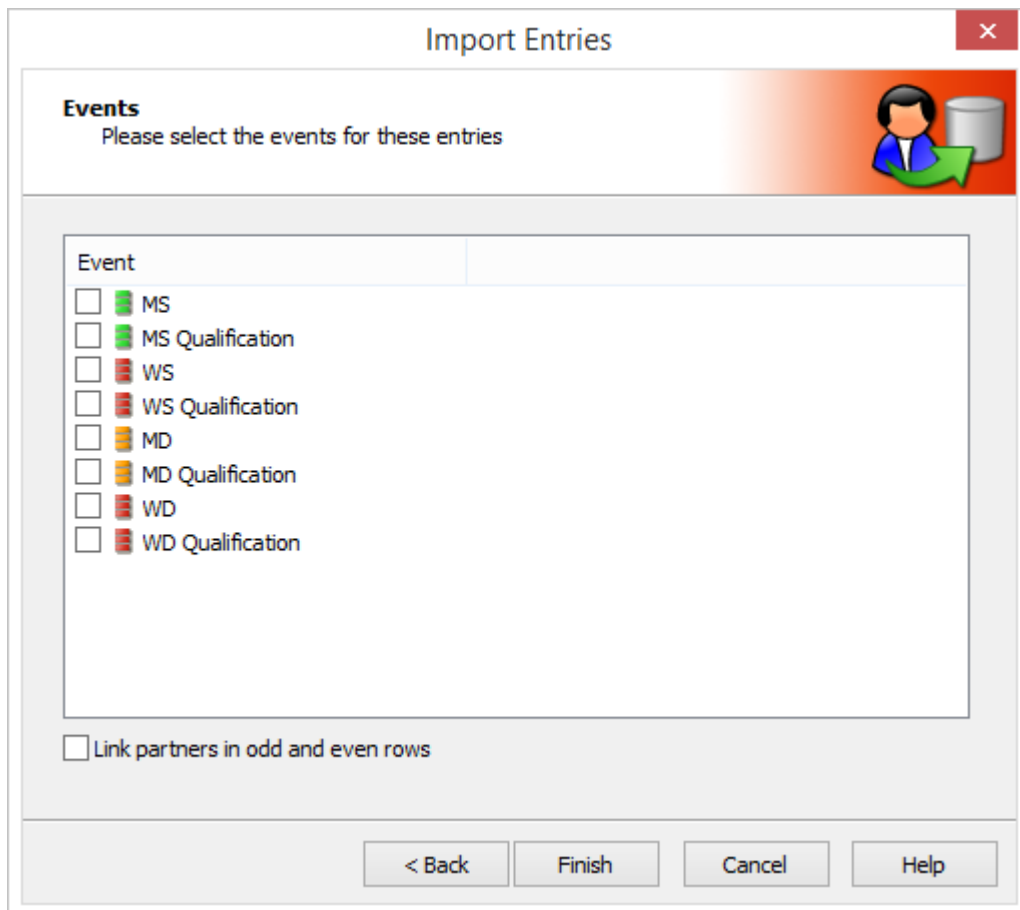 Import Entries
Events
Please select the events for these entries
Event
MS
MS Qualification
WS
WS Qualification
MD
MD Qualification
WD
WD Qualification
Link partners in odd and even rows
< Back Finish Cancel Help